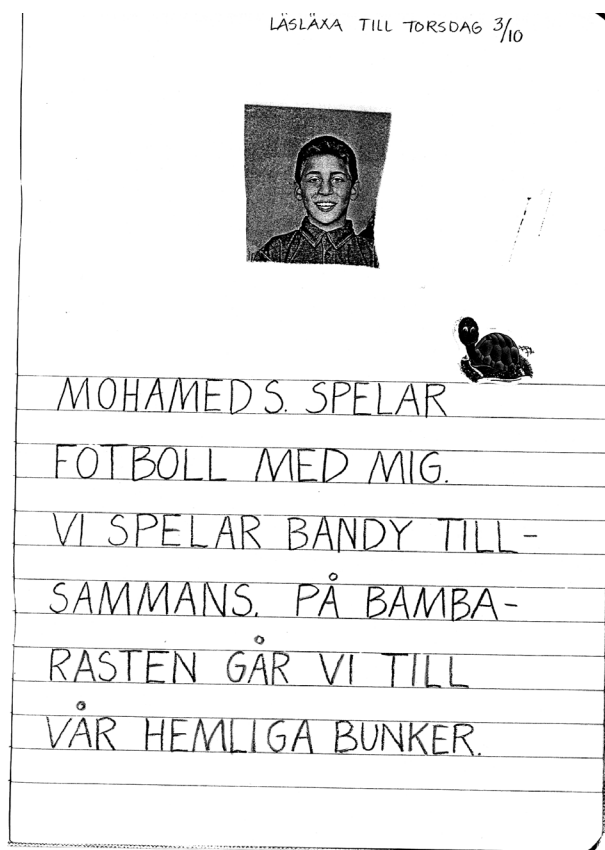 LÄSLÄXA TILL TORSDAG 3/10
MOHAMED S. SPELAR
FOTBOLL MED MIG.
VI SPELAR BANDY TILL-
SAMMANS. PÅ BAMBA-
RASTEN GÅR VI TILL
VÅR HEMLIGA BUNKER.